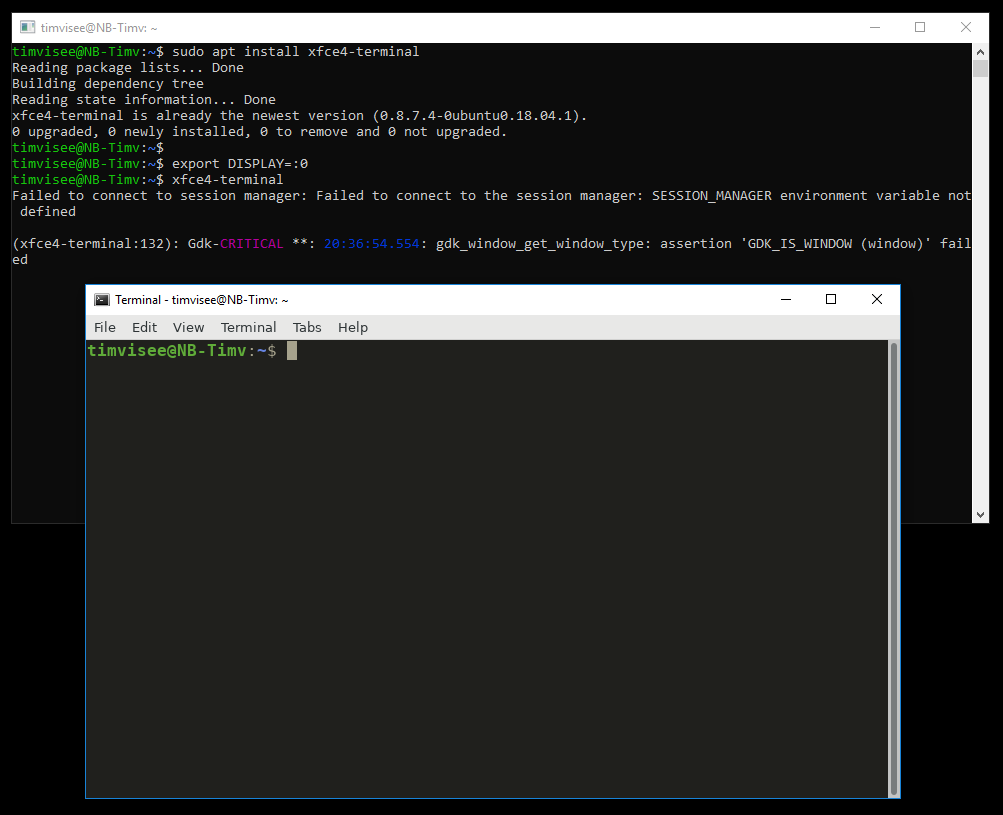 timvisee@NB-Timv: ~
timvisee@NB-Timv:~$ sudo apt install xfce4-terminal
Reading package lists... Done
Building dependency tree
Reading state information... Done
xfce4-terminal is already the newest version (0.8.7.4-0ubuntu0.18.04.1).
0 upgraded, 0 newly installed, 0 to remove and 0 not upgraded.
timvisee@NB-Timv:~$
timvisee@NB-Timv:~$ export DISPLAY=:0
timvisee@NB-Timv:~$ xfce4-terminal
Failed to connect to session manager: Failed to connect to the session manager: SESSION_MANAGER environment variable not
 defined
(xfce4-terminal:132): Gdk-CRITICAL **: 20:36:54.554: gdk_window_get_window_type: assertion 'GDK_IS_WINDOW (window)' fail
ed
Terminal - timvisee@NB-Timv: ~
File Edit View Terminal Tabs Help
timvisee@NB-Timv:~$